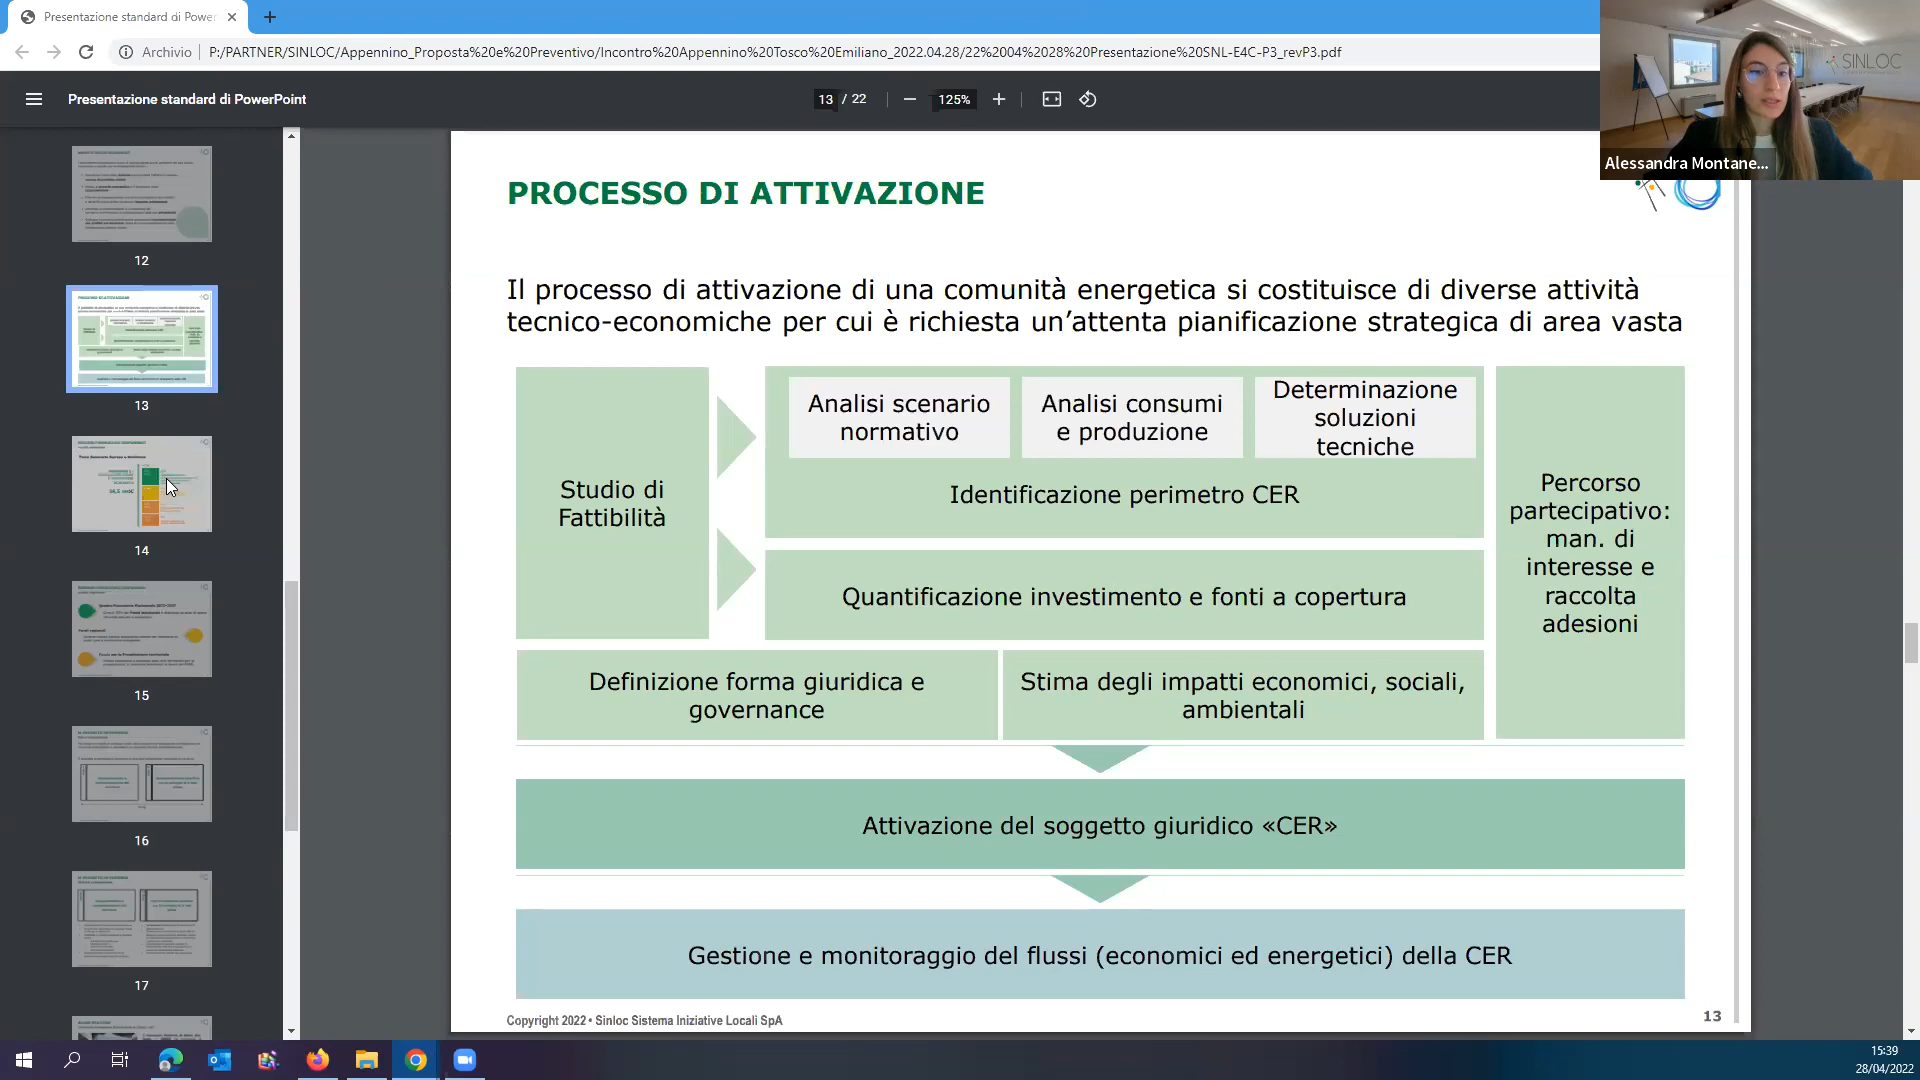 Presentazione standard di Power
Archivio
P:/PARTNER/SINLOC/Appennino_Proposta%20e%20Preventivo/Incontro%20Appennino%20Tosco%20Emiliano_2022.04.28/22%2004%2028%20Presentazione%20SNL-E4C-P3_revP3.pdf
Presentazione standard di PowerPoint
13 / 22
125%
SINLOC
Alessandra Montane...
12
13
14
15
16
17
PROCESSO DI ATTIVAZIONE
Il processo di attivazione di una comunità energetica si costituisce di diverse attività
tecnico-economiche per cui è richiesta un’attenta pianificazione strategica di area vasta
Studio di
Fattibilità
Analisi scenario
normativo
Analisi consumi
e produzione
Determinazione
soluzioni
tecniche
Identificazione perimetro CER
Quantificazione investimento e fonti a copertura
Percorso
partecipativo:
man. di
interesse e
raccolta
adesioni
Definizione forma giuridica e
governance
Stima degli impatti economici, sociali,
ambientali
Attivazione del soggetto giuridico «CER»
Gestione e monitoraggio del flussi (economici ed energetici) della CER
Copyright 2022 • Sinloc Sistema Iniziative Locali SpA
13
15:39
28/04/2022